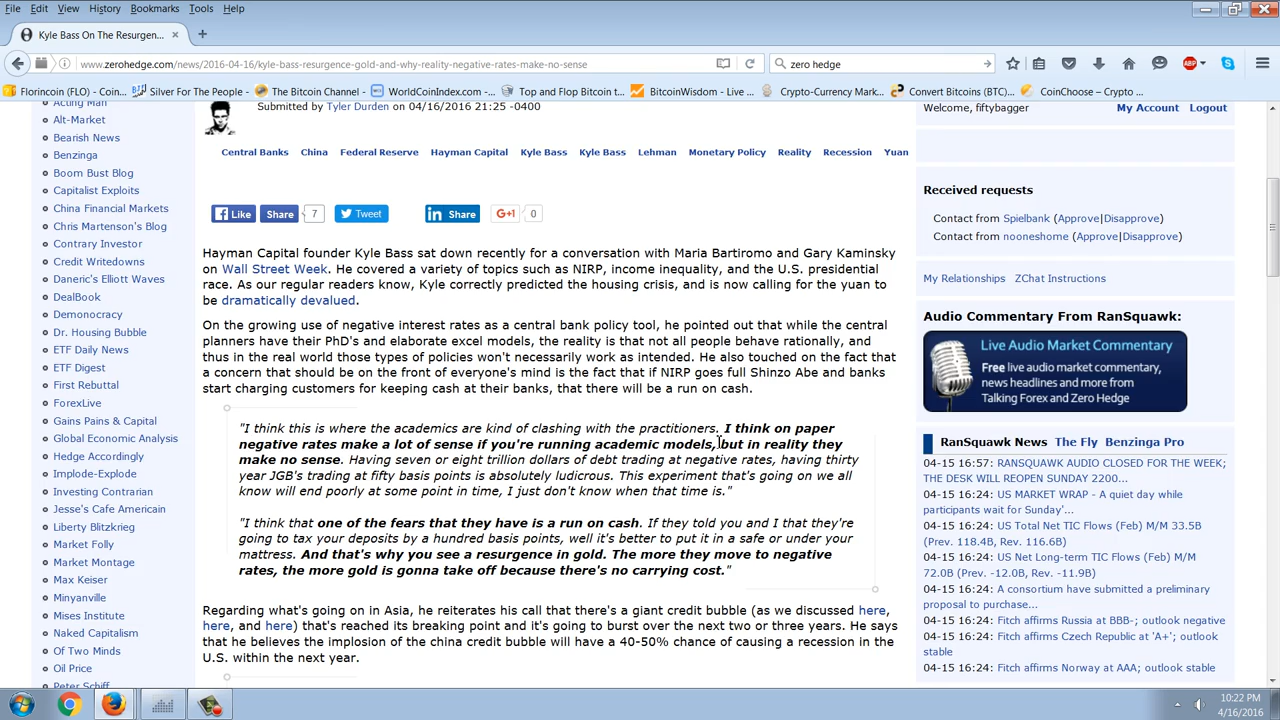 File Edit View History Bookmarks Tools Help
Kyle Bass On The Resurgen...
www.zerohedge.com/news/2016-04-16/kyle-bass-resurgence-gold-and-why-reality-negative-rates-make-no-sense
zero hedge
Florincoin (FLO) - Coin... Silver For The People - ... The Bitcoin Channel - ... WorldCoinIndex.com - ... Top and Flop Bitcoin t... BitcoinWisdom - Live ... Crypto-Currency Mark... Convert Bitcoins (BTC)... CoinChoose – Crypto ...
Acting Man
Alt-Market
Bearish News
Benzinga
Boom Bust Blog
Capitalist Exploits
China Financial Markets
Chris Martenson's Blog
Contrary Investor
Credit Writedowns
Daneric's Elliott Waves
DealBook
Demonocracy
Dr. Housing Bubble
ETF Daily News
ETF Digest
First Rebuttal
ForexLive
Gains Pains & Capital
Global Economic Analysis
Hedge Accordingly
Implode-Explode
Investing Contrarian
Jesse's Cafe Americain
Liberty Blitzkrieg
Market Folly
Market Montage
Max Keiser
Minyanville
Mises Institute
Naked Capitalism
Of Two Minds
Oil Price
Peter Schiff
Submitted by Tyler Durden on 04/16/2016 21:25 -0400
Central Banks China Federal Reserve Hayman Capital Kyle Bass Kyle Bass Lehman Monetary Policy Reality Recession Yuan
Like Share 7 Tweet Share G+1 0
Hayman Capital founder Kyle Bass sat down recently for a conversation with Maria Bartiromo and Gary Kaminsky
on Wall Street Week. He covered a variety of topics such as NIRP, income inequality, and the U.S. presidential
race. As our regular readers know, Kyle correctly predicted the housing crisis, and is now calling for the yuan to
be dramatically devalued.
On the growing use of negative interest rates as a central bank policy tool, he pointed out that while the central
planners have their PhD's and elaborate excel models, the reality is that not all people behave rationally, and
thus in the real world those types of policies won't necessarily work as intended. He also touched on the fact that
a concern that should be on the front of everyone's mind is the fact that if NIRP goes full Shinzo Abe and banks
start charging customers for keeping cash at their banks, that there will be a run on cash.
"I think this is where the academics are kind of clashing with the practitioners. I think on paper
negative rates make a lot of sense if you're running academic models, but in reality they
make no sense. Having seven or eight trillion dollars of debt trading at negative rates, having thirty
year JGB's trading at fifty basis points is absolutely ludicrous. This experiment that's going on we all
know will end poorly at some point in time, I just don't know when that time is."
"I think that one of the fears that they have is a run on cash. If they told you and I that they're
going to tax your deposits by a hundred basis points, well it's better to put it in a safe or under your
mattress. And that's why you see a resurgence in gold. The more they move to negative
rates, the more gold is gonna take off because there's no carrying cost."
Regarding what's going on in Asia, he reiterates his call that there's a giant credit bubble (as we discussed here,
here, and here) that's reached its breaking point and it's going to burst over the next two or three years. He says
that he believes the implosion of the china credit bubble will have a 40-50% chance of causing a recession in the
U.S. within the next year.
Welcome, fiftybagger My Account Logout
Received requests
Contact from Spielbank (Approve|Disapprove)
Contact from nooneshome (Approve|Disapprove)
My Relationships ZChat Instructions
Audio Commentary From RanSquawk:
Live Audio Market Commentary
Free live audio market commentary,
news headlines and more from
Talking Forex and Zero Hedge
RanSquawk News The Fly Benzinga Pro
04-15 16:57: RANSQUAWK AUDIO CLOSED FOR THE WEEK;
THE DESK WILL REOPEN SUNDAY 2200...
04-15 16:24: US MARKET WRAP - A quiet day while
participants wait for Sunday'...
04-15 16:24: US Total Net TIC Flows (Feb) M/M 33.5B
(Prev. 118.4B, Rev. 116.6B)
04-15 16:24: US Net Long-term TIC Flows (Feb) M/M
72.0B (Prev. -12.0B, Rev. -11.9B)
04-15 16:24: A consortium have submitted a preliminary
proposal to purchase...
04-15 16:24: Fitch affirms Russia at BBB-; outlook negative
04-15 16:24: Fitch affirms Czech Republic at 'A+'; outlook
stable
04-15 16:24: Fitch affirms Norway at AAA; outlook stable
10:22 PM
4/16/2016